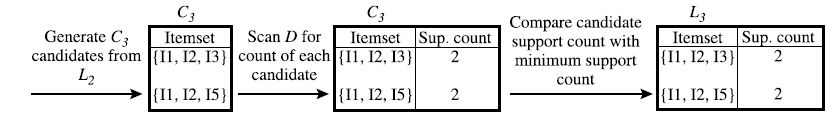 C3
Generate C3
candidates from
L2
Itemset
{I1, I2, I3}
{I1, I2, I5}
Scan D for
count of each
candidate
C3
Itemset Sup. count
{I1, I2, I3} 2
{I1, I2, I5} 2
Compare candidate
support count with
minimum support
count
L3
Itemset Sup. count
{I1, I2, I3} 2
{I1, I2, I5} 2